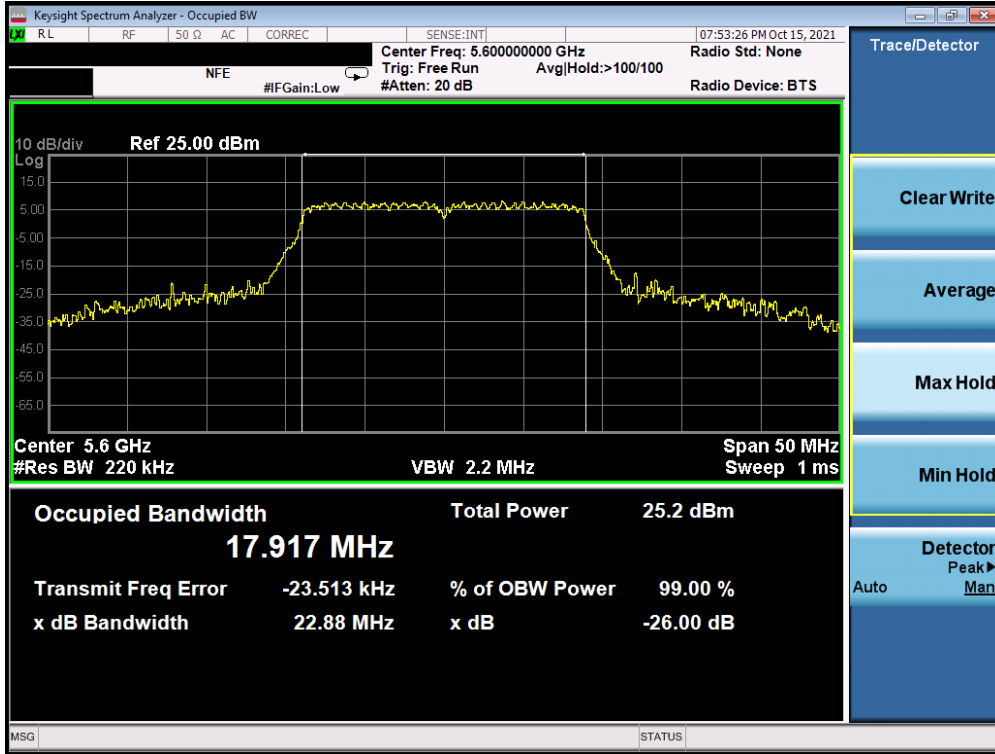 Keysight Spectrum Analyzer - Occupied BW
LXI RL RF 50 Ω AC CORREC SENSE:INT 07:53:26 PM Oct 15, 2021
Center Freq: 5.600000000 GHz Radio Std: None
NFE Trig: Free Run Avg|Hold:>100/100
#IFGain:Low #Atten: 20 dB Radio Device: BTS
Trace/Detector
10 dB/div Ref 25.00 dBm
Log
15.0
5.00
-5.00
-15.0
-25.0
-35.0
-45.0
-55.0
-65.0
Center 5.6 GHz Span 50 MHz
#Res BW 220 kHz VBW 2.2 MHz Sweep 1 ms
Occupied Bandwidth Total Power 25.2 dBm
17.917 MHz
Transmit Freq Error -23.513 kHz % of OBW Power 99.00 %
x dB Bandwidth 22.88 MHz x dB -26.00 dB
Clear Write
Average
Max Hold
Min Hold
Detector
Peak▶
Auto Man
MSG STATUS